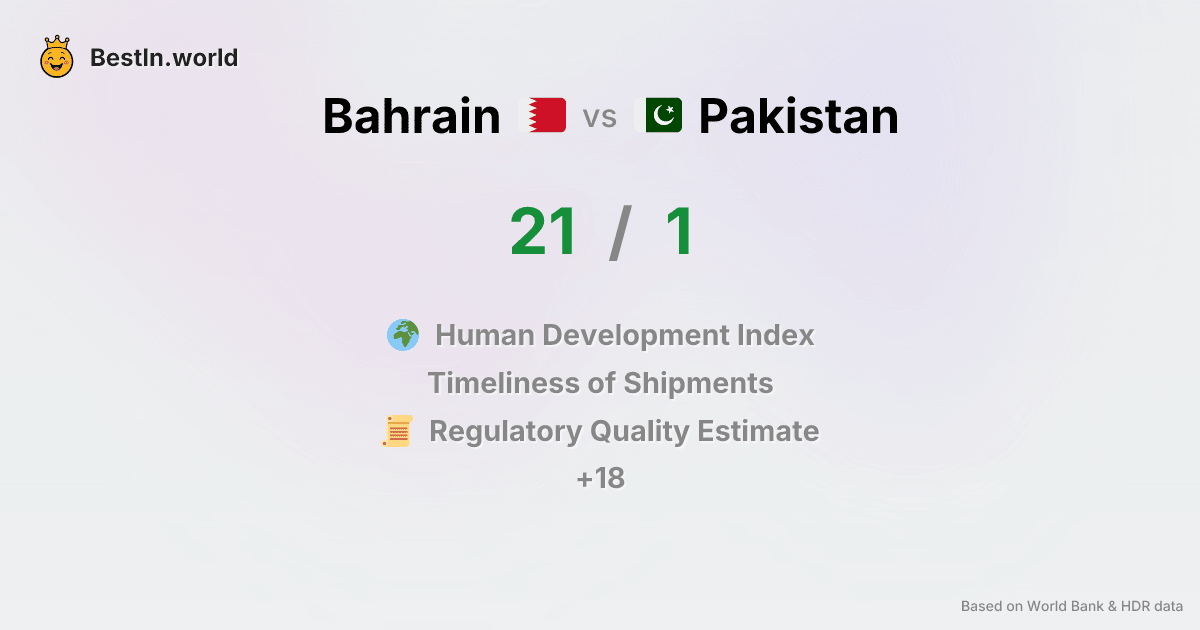 BestIn.world
Bahrain vs Pakistan
21 / 1
Human Development Index
Timeliness of Shipments
Regulatory Quality Estimate
+18
Based on World Bank & HDR data